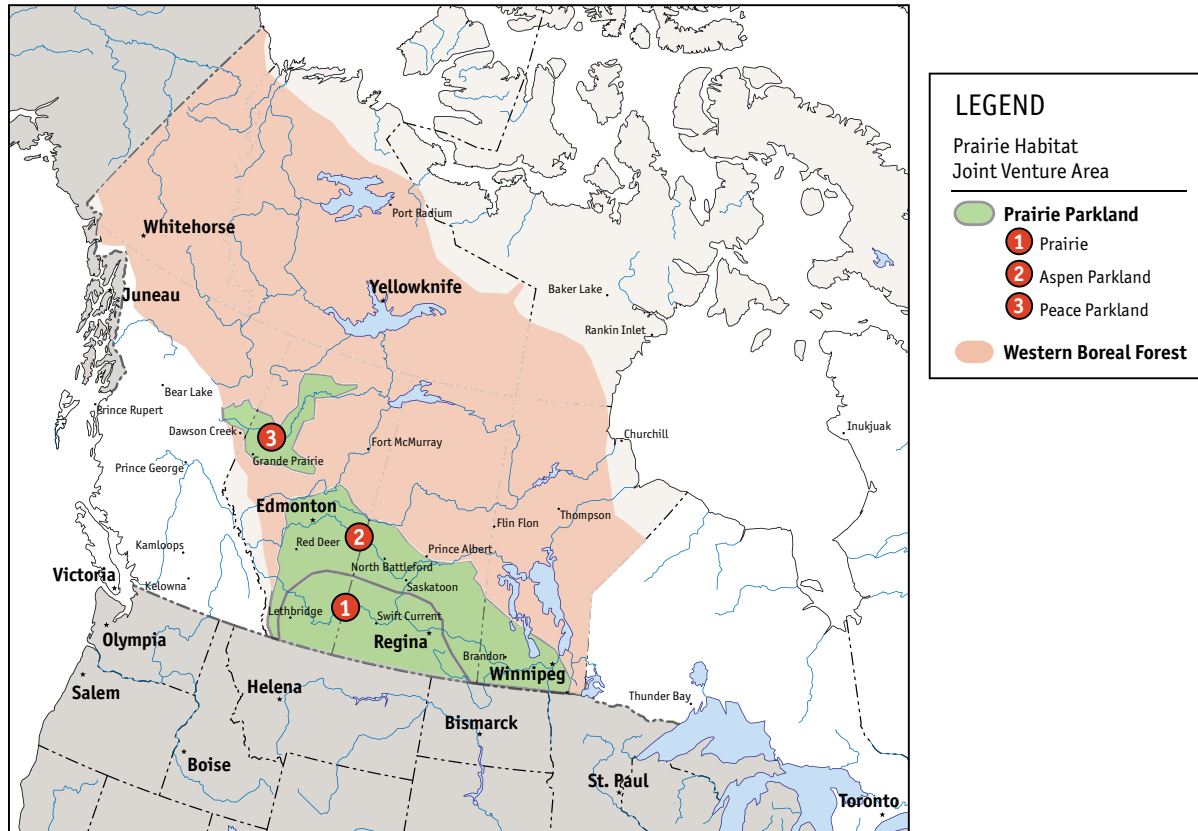 Port Radium
Whitehorse
Yellowknife
Juneau
Baker Lake
Rankin Inlet
Bear Lake
Prince Rupert
Dawson Creek
3
Fort McMurray
Churchill
Inukjuak
Prince George
Grande Prairie
Edmonton
Thompson
Flin Flon
2
Red Deer
Kamloops
Prince Albert
North Battleford
Victoria
Kelowna
Saskatoon
Lethbridge
1
Swift Current
Olympia
Regina
Brandon
Winnipeg
Salem
Helena
Thunder Bay
Bismarck
Boise
St. Paul
Toronto
LEGEND
Prairie Habitat
Joint Venture Area
Prairie Parkland
1 Prairie
2 Aspen Parkland
3 Peace Parkland
Western Boreal Forest